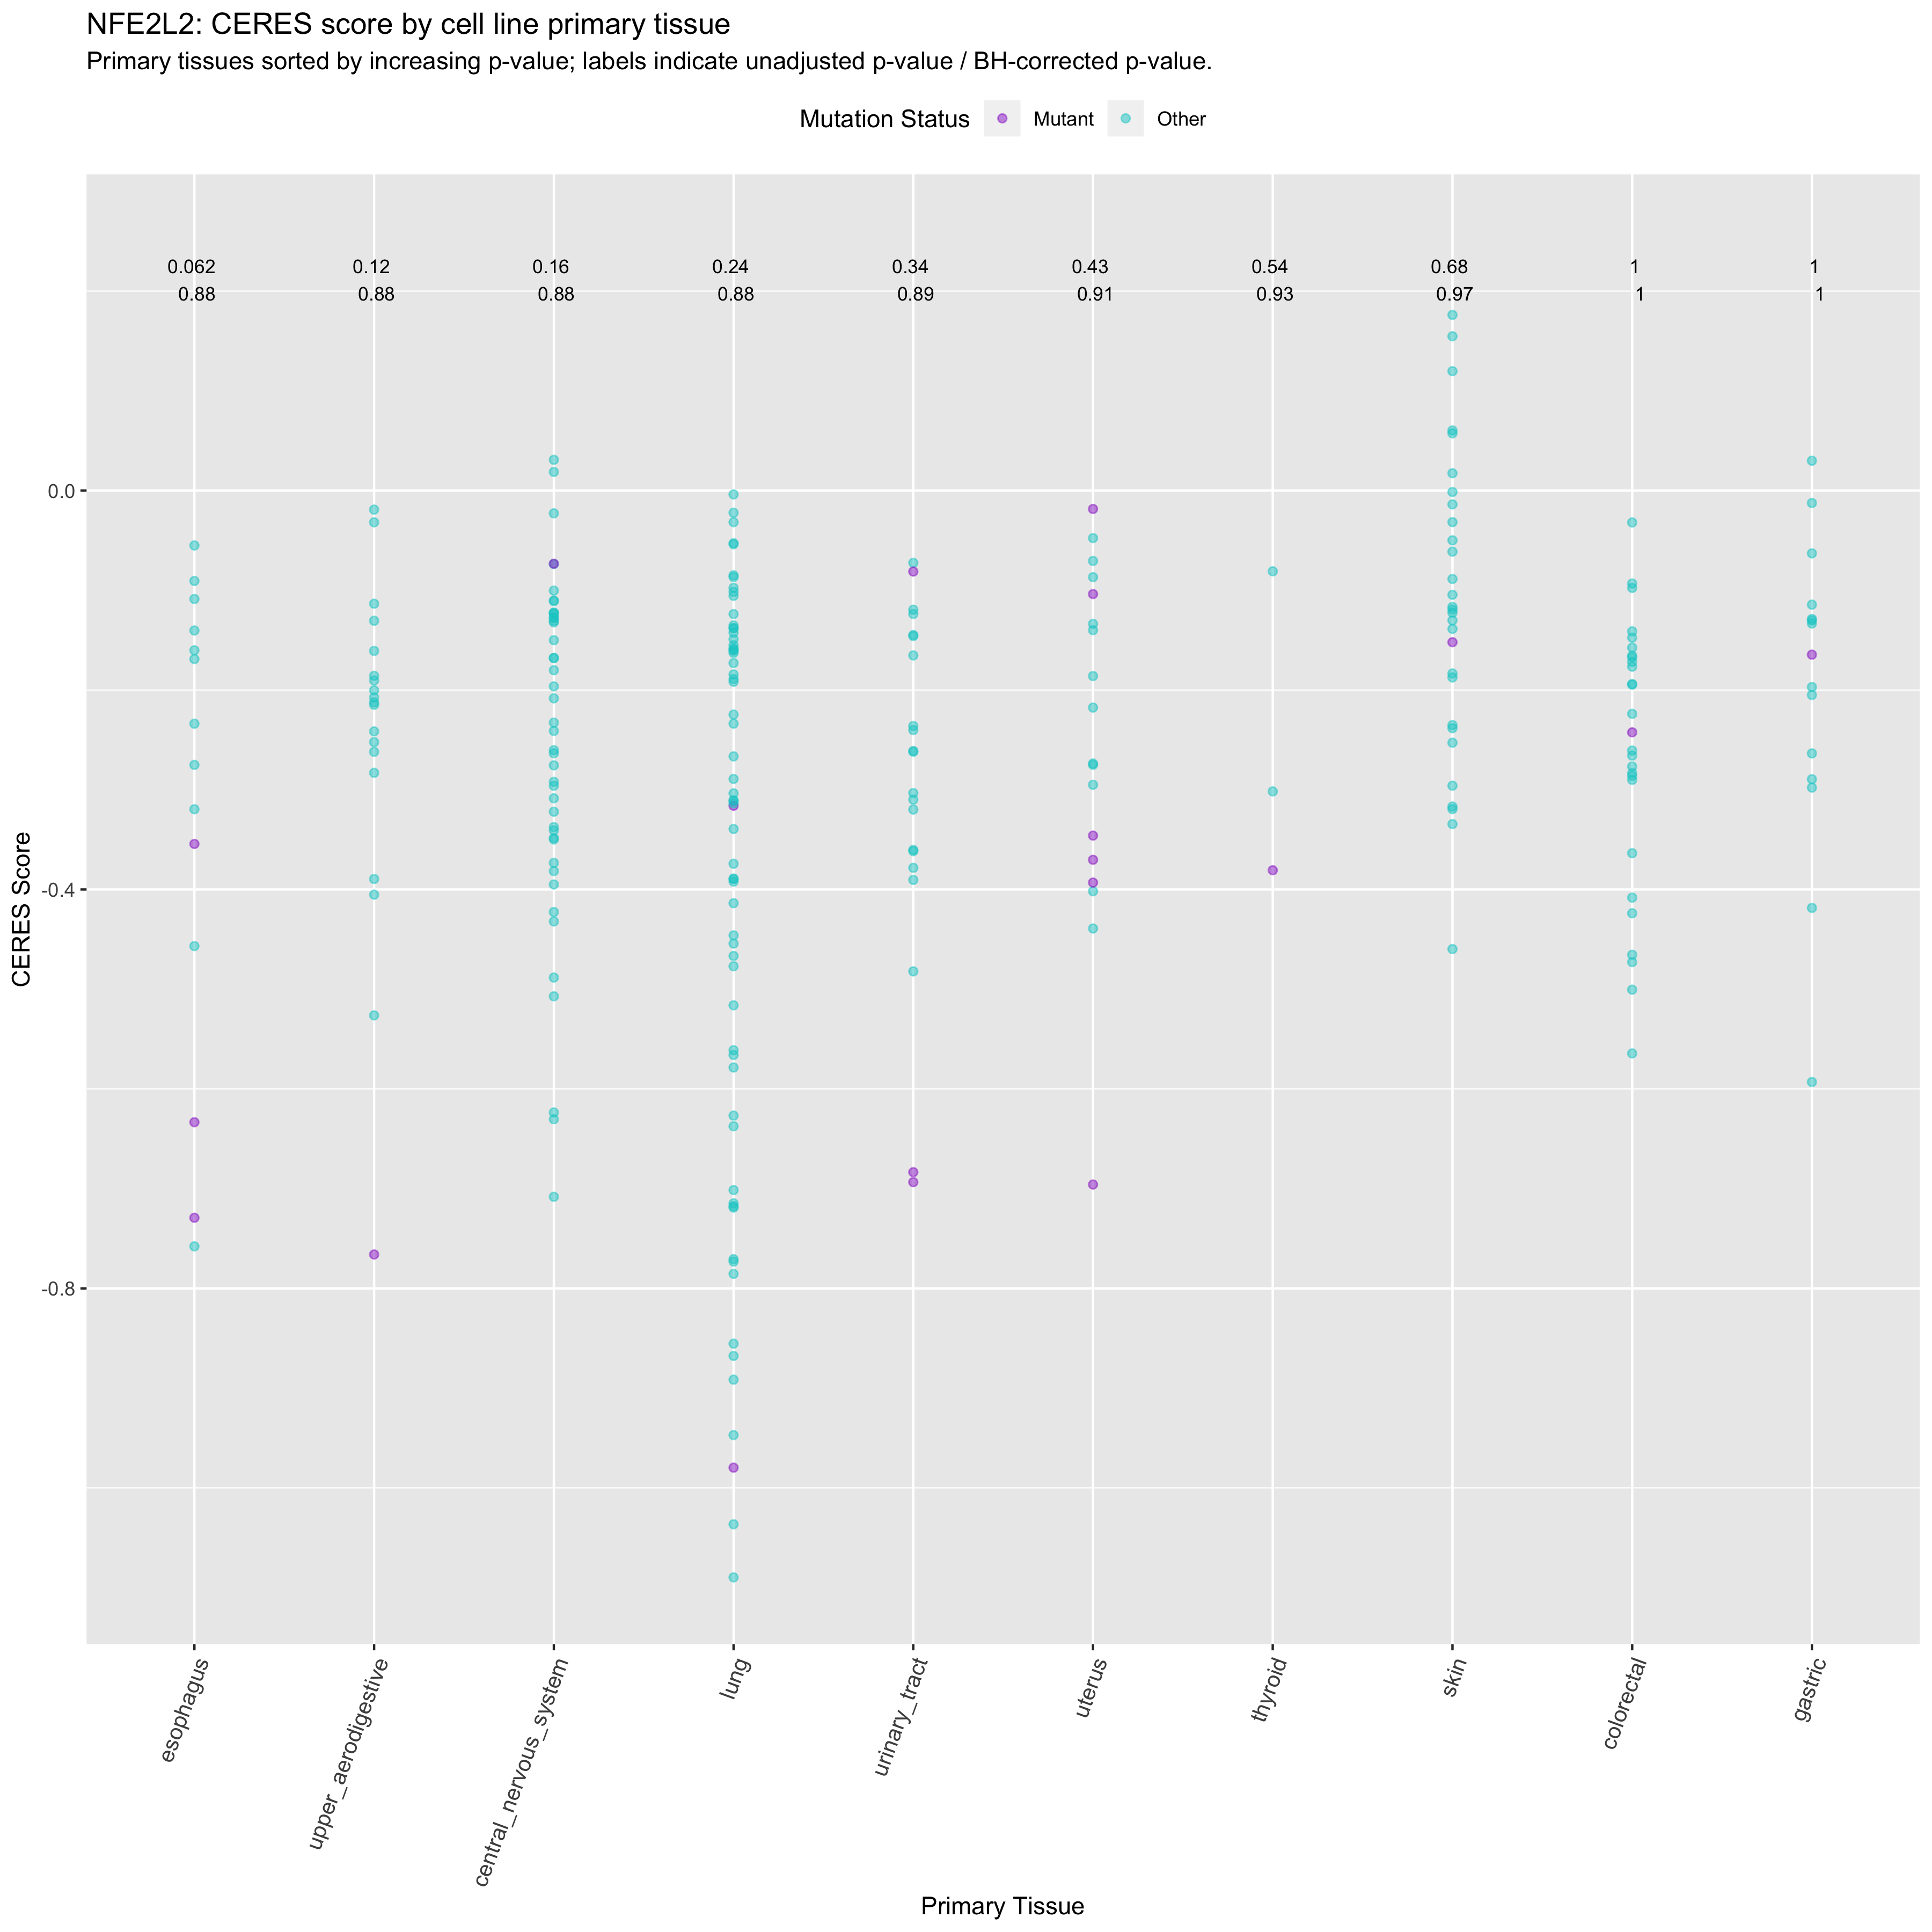 NFE2L2: CERES score by cell line primary tissue
Primary tissues sorted by increasing p-value; labels indicate unadjusted p-value / BH-corrected p-value.
Mutation Status Mutant Other
0.062 0.12 0.16 0.24 0.34 0.43 0.54 0.68 1 1
0.88 0.88 0.88 0.88 0.89 0.91 0.93 0.97 1 1
0.0
-0.4
-0.8
CERES Score
esophagus
upper_aerodigestive
central_nervous_system
lung
urinary_tract
uterus
thyroid
skin
colorectal
gastric
Primary Tissue